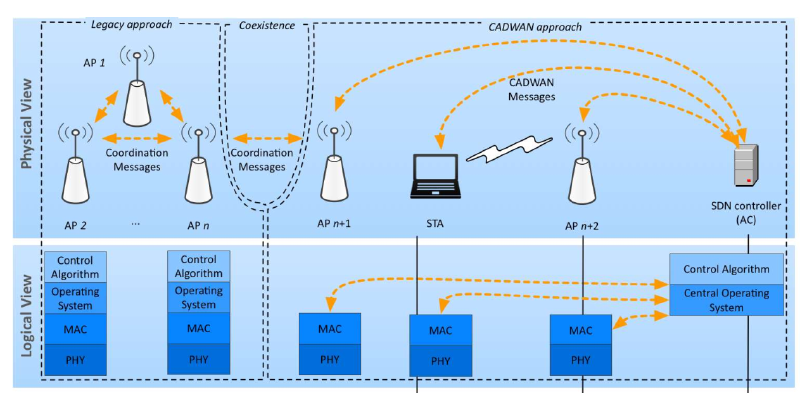 Legacy approach
Coexistence
CADWAN approach
Physical View
AP 1
CADWAN
Messages
Coordination
Messages
Coordination
Messages
AP 2
...
AP n
AP n+1
STA
AP n+2
SDN controller
(AC)
Logical View
Control
Algorithm
Operating
System
MAC
PHY
Control
Algorithm
Operating
System
MAC
PHY
MAC
PHY
MAC
PHY
MAC
PHY
Control Algorithm
Central Operating
System